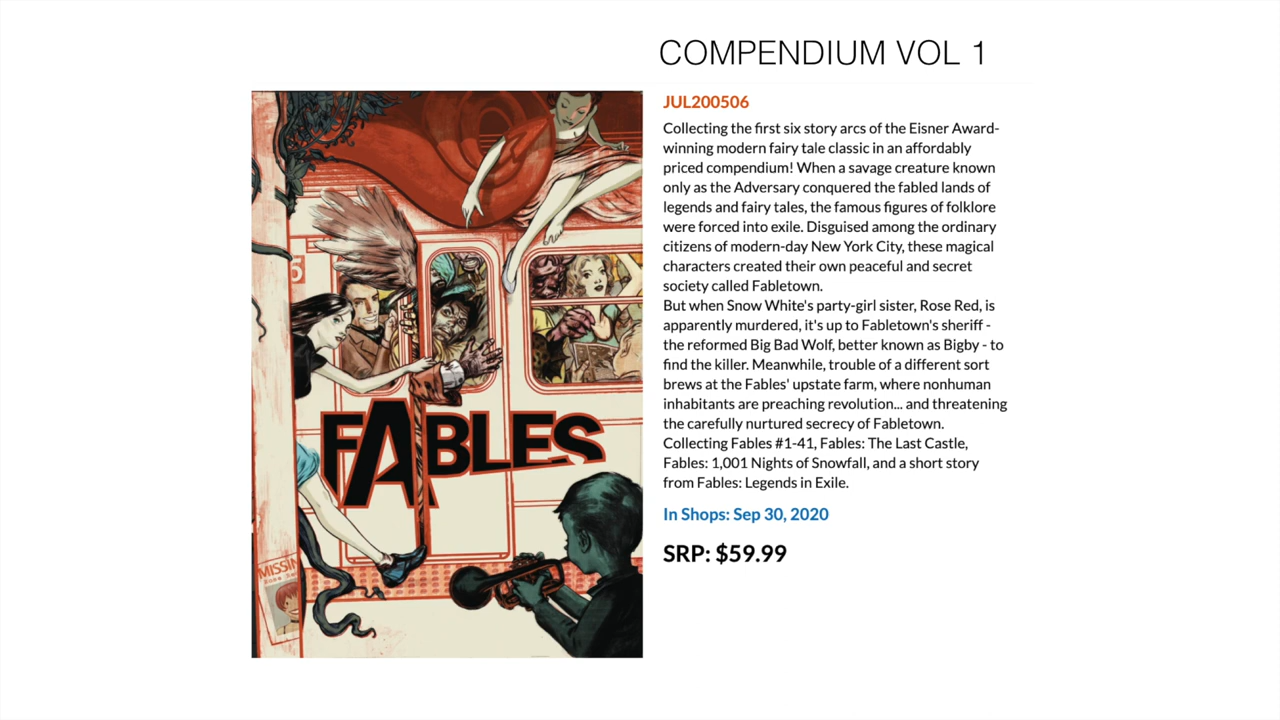 COMPENDIUM VOL 1
JUL200506
Collecting the first six story arcs of the Eisner Award-
winning modern fairy tale classic in an affordably
priced compendium! When a savage creature known
only as the Adversary conquered the fabled lands of
legends and fairy tales, the famous figures of folklore
were forced into exile. Disguised among the ordinary
citizens of modern-day New York City, these magical
characters created their own peaceful and secret
society called Fabletown.
But when Snow White's party-girl sister, Rose Red, is
apparently murdered, it's up to Fabletown's sheriff -
the reformed Big Bad Wolf, better known as Bigby - to
find the killer. Meanwhile, trouble of a different sort
brews at the Fables' upstate farm, where nonhuman
inhabitants are preaching revolution... and threatening
the carefully nurtured secrecy of Fabletown.
Collecting Fables #1-41, Fables: The Last Castle,
Fables: 1,001 Nights of Snowfall, and a short story
from Fables: Legends in Exile.
In Shops: Sep 30, 2020
SRP: $59.99
5
FABLES
MISSIN
Rose